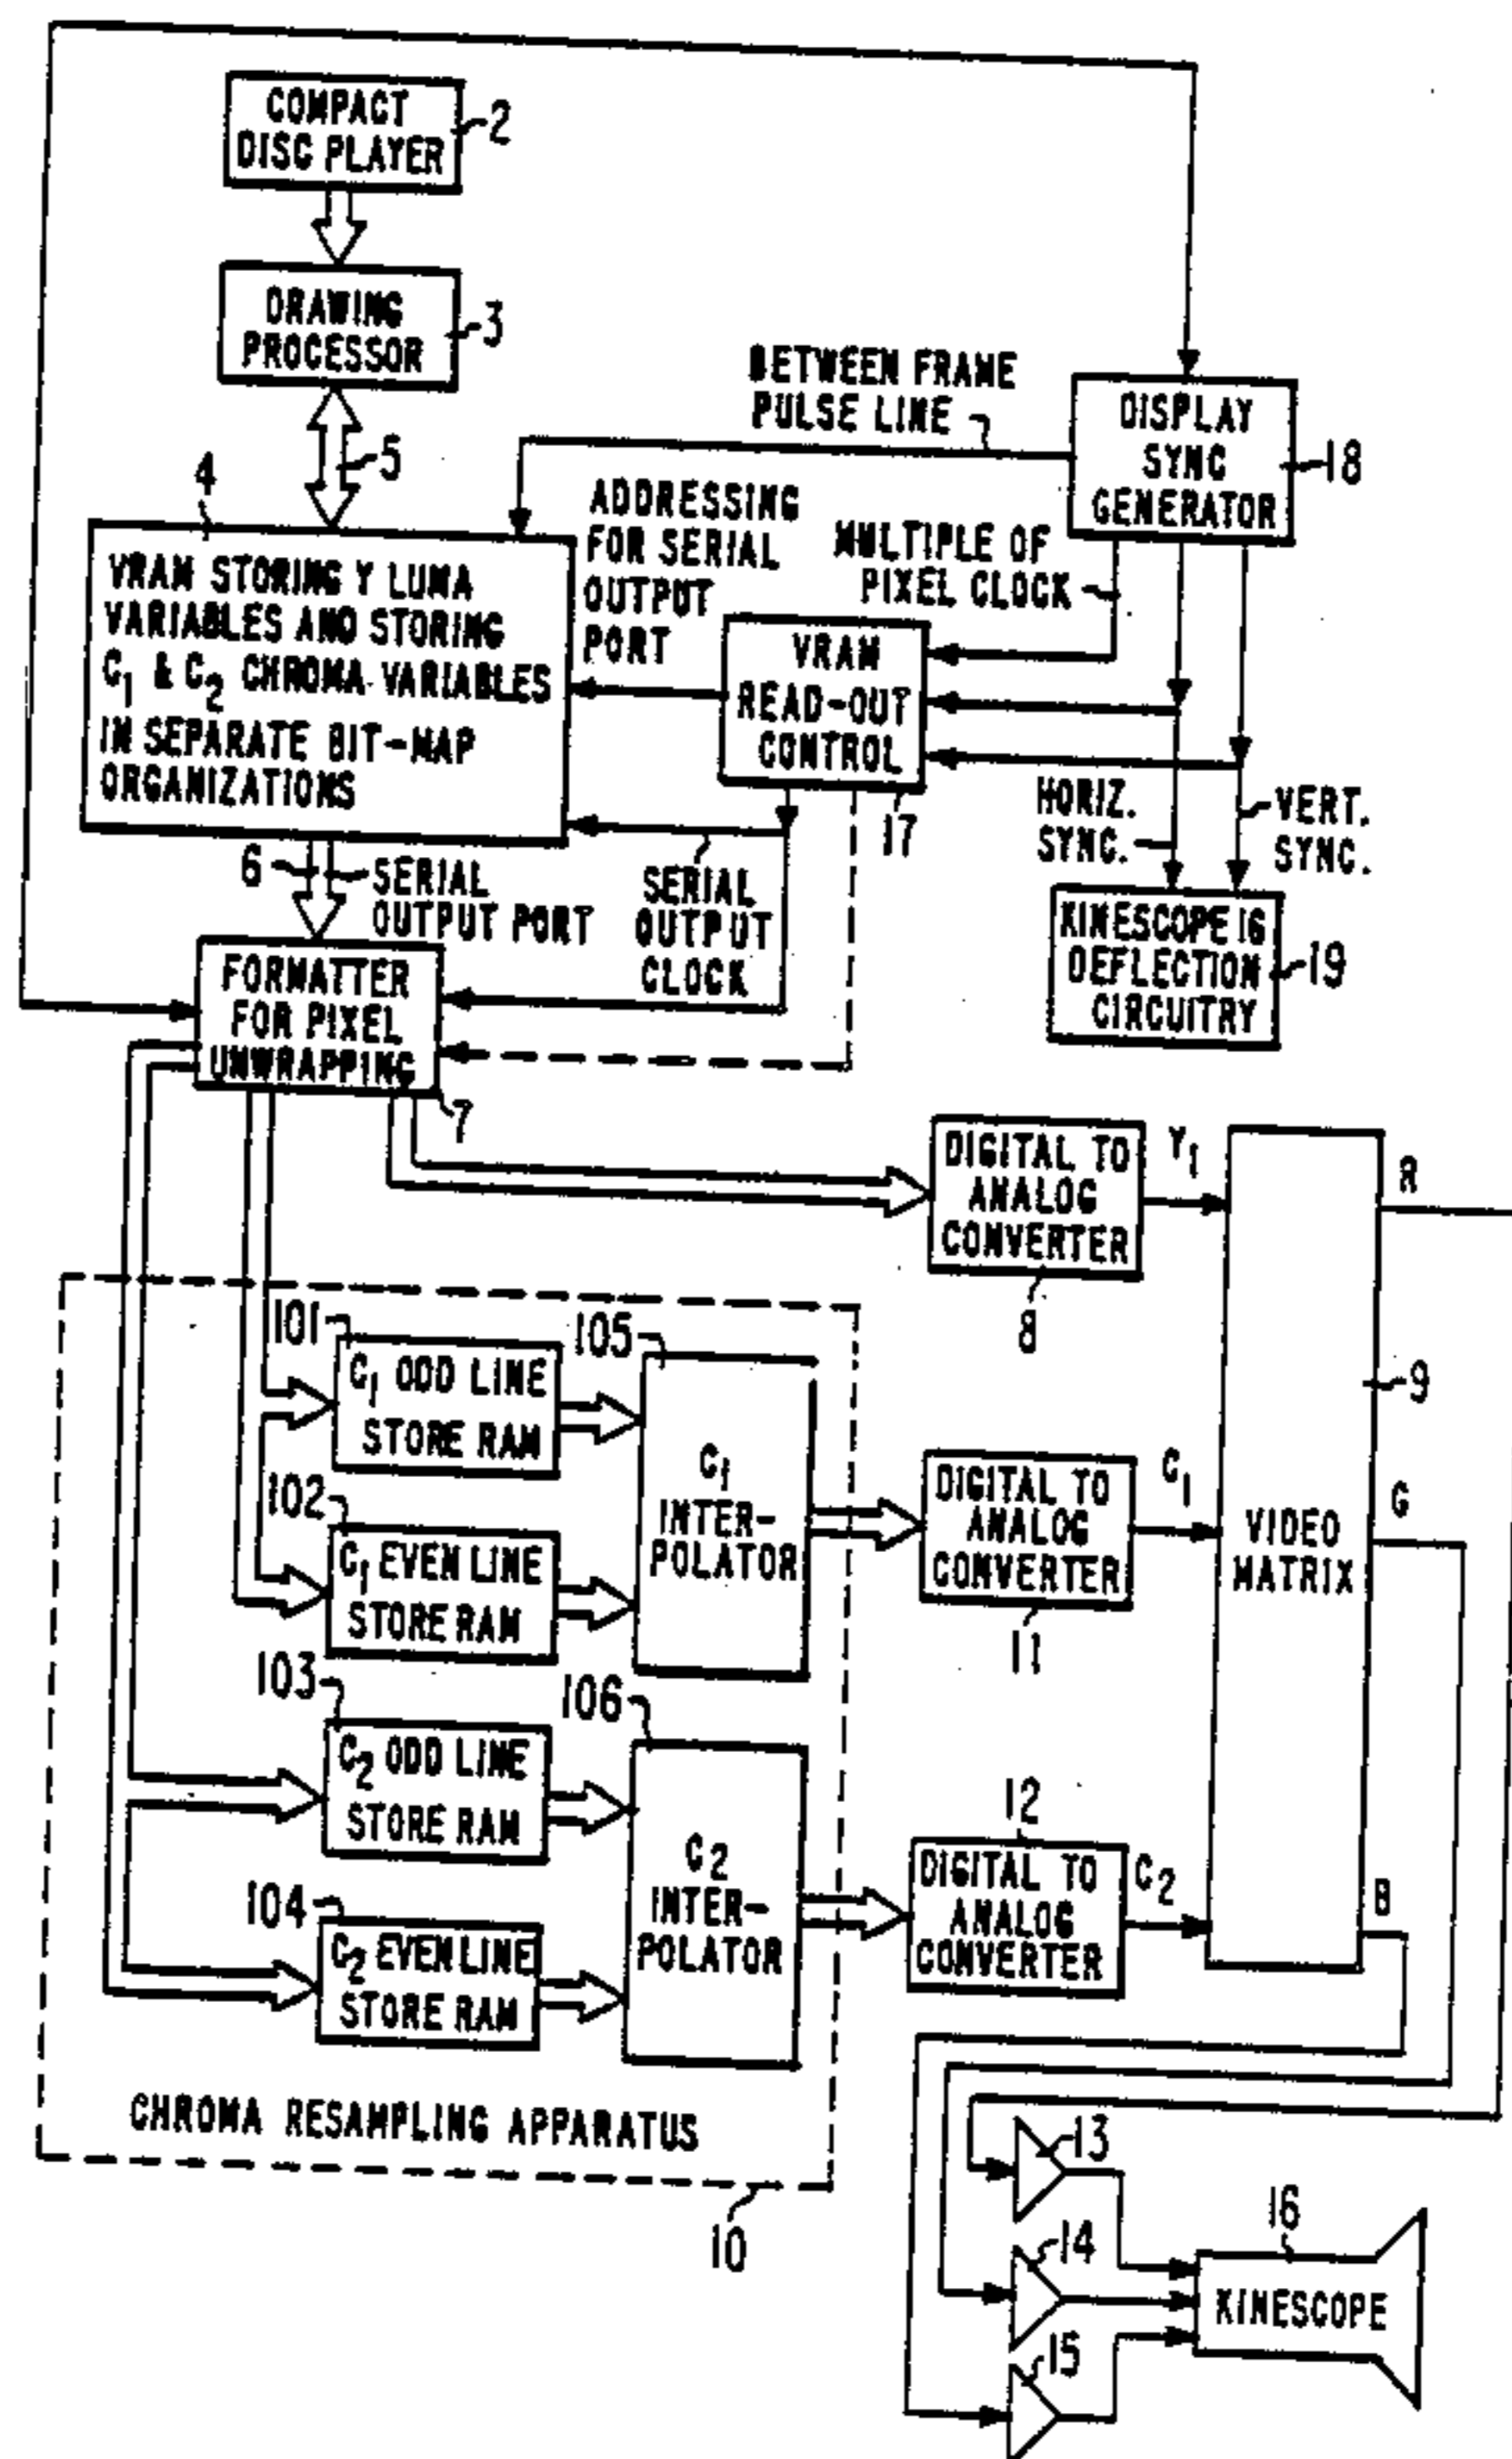 COMPACT
DISC PLAYER
2
DRAWING
PROCESSOR
3
5
4
VRAM STORING Y LUMA
VARIABLES AND STORING
C1 & C2 CHROMA VARIABLES
IN SEPARATE BIT-MAP
ORGANIZATIONS
BETWEEN FRAME
PULSE LINE
DISPLAY
SYNC
GENERATOR
18
ADDRESSING
FOR SERIAL
OUTPUT
PORT
MULTIPLE OF
PIXEL CLOCK
VRAM
READ-OUT
CONTROL
17
HORIZ.
SYNC.
VERT.
SYNC.
6
SERIAL
OUTPUT PORT
SERIAL
OUTPUT
CLOCK
KINESCOPE 16
DEFLECTION
CIRCUITRY
19
FORMATTER
FOR PIXEL
UNWRAPPING
7
DIGITAL TO
ANALOG
CONVERTER
8
Y1
R
9
101
C1 ODD LINE
STORE RAM
105
C1
INTER-
POLATOR
102
C1 EVEN LINE
STORE RAM
DIGITAL TO
ANALOG
CONVERTER
11
C1
VIDEO
MATRIX
G
103
C2 ODD LINE
STORE RAM
106
C2
INTER-
POLATOR
104
C2 EVEN LINE
STORE RAM
12
DIGITAL TO
ANALOG
CONVERTER
C2
B
CHROMA RESAMPLING APPARATUS
10
13
14
15
16
KINESCOPE